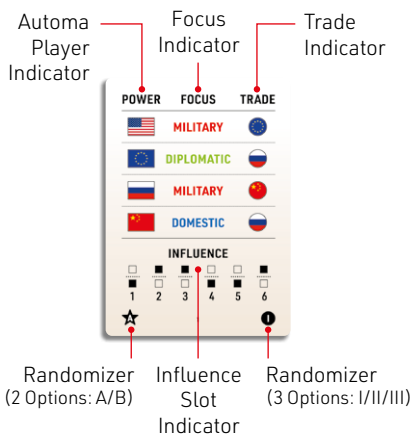 Automa Player Indicator
Focus Indicator
Trade Indicator
POWER FOCUS TRADE
MILITARY
DIPLOMATIC
MILITARY
DOMESTIC
INFLUENCE
1 2 3 4 5 6
A I
Randomizer
(2 Options: A/B)
Influence Slot Indicator
Randomizer
(3 Options: I/II/III)